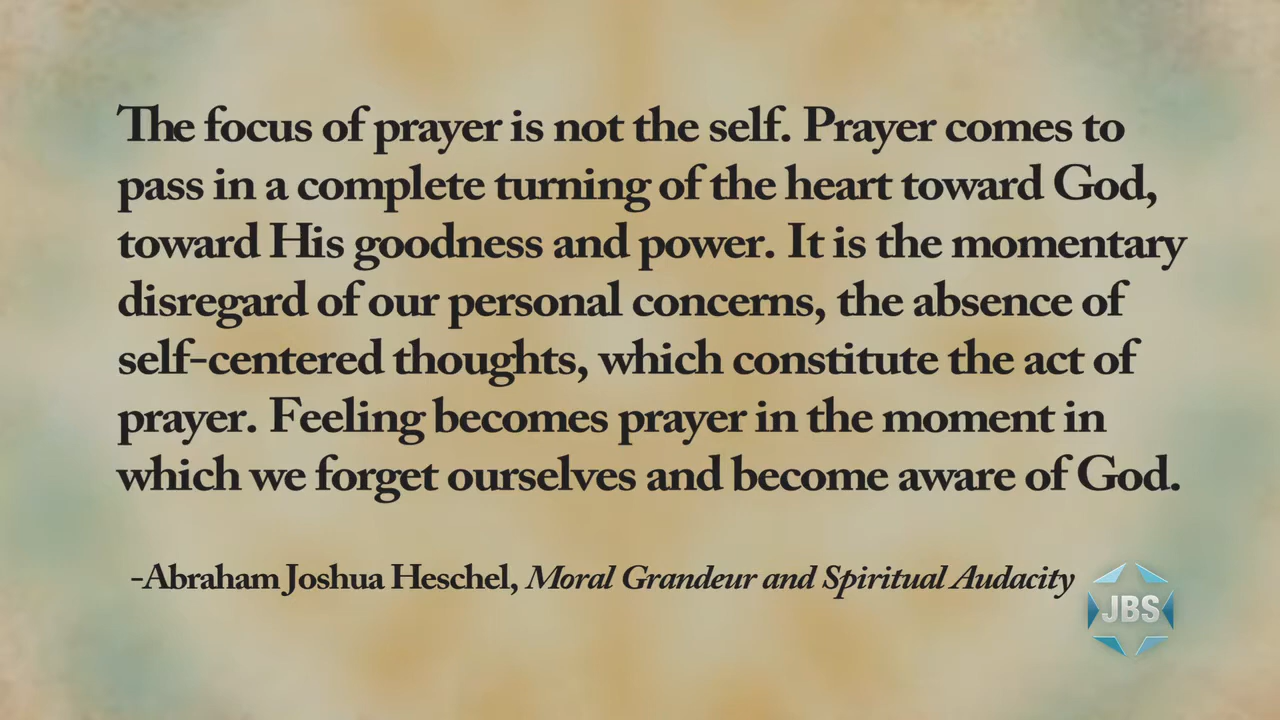 The focus of prayer is not the self. Prayer comes to
pass in a complete turning of the heart toward God,
toward His goodness and power. It is the momentary
disregard of our personal concerns, the absence of
self-centered thoughts, which constitute the act of
prayer. Feeling becomes prayer in the moment in
which we forget ourselves and become aware of God.
-Abraham Joshua Heschel, Moral Grandeur and Spiritual Audacity
JBS